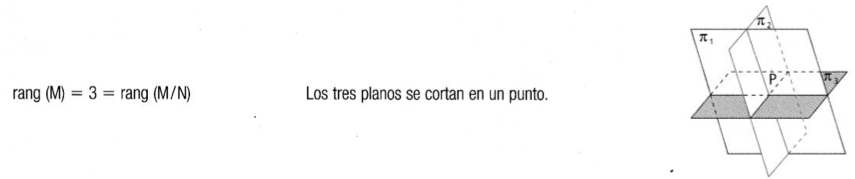 rang (M) = 3 = rang (M/N)
Los tres planos se cortan en un punto.
π₁
π₂
P
π₃